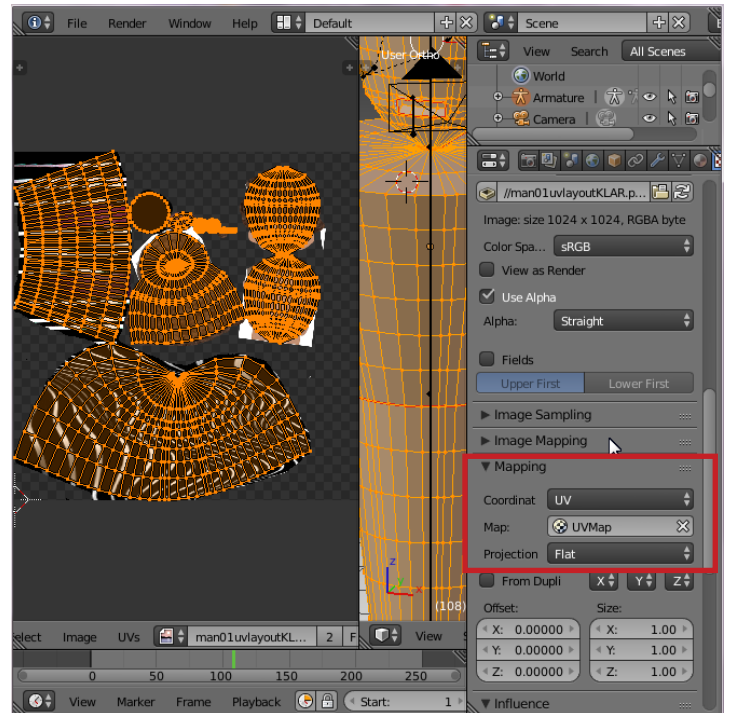 File Render Window Help Default Scene
User Ortho
View Search All Scenes
World
Armature
Camera
//man01uvlayoutKLAR.p...
Image: size 1024 x 1024, RGBA byte
Color Spa... sRGB
View as Render
Use Alpha
Alpha: Straight
Fields
Upper First Lower First
Image Sampling
Image Mapping
Mapping
Coordinat UV
Map: UVMap
Projection Flat
From Dupli X Y Z
z
(108)
Offset: Size:
X: 0.00000 X: 1.00
Y: 0.00000 Y: 1.00
Z: 0.00000 Z: 1.00
elect Image UVs man01uvlayoutKL... 2 F View
0 50 100 150 200 250
View Marker Frame Playback Start: 1
Influence